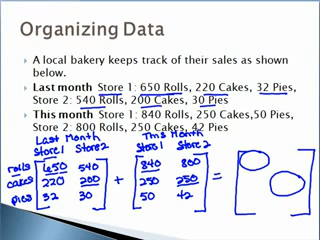 Organizing Data
A local bakery keeps track of their sales as shown
below.
Last month Store 1: 650 Rolls, 220 Cakes, 32 Pies,
Store 2: 540 Rolls, 200 Cakes, 30 Pies
This month Store 1: 840 Rolls, 250 Cakes,50 Pies,
Store 2: 800 Rolls, 250 Cakes, 42 Pies
Last Month This Month
Store 1 Store 2 Store 1 Store 2
rolls 650 540 840 800
cakes 220 200 + 250 250 =
pies 32 30 50 42